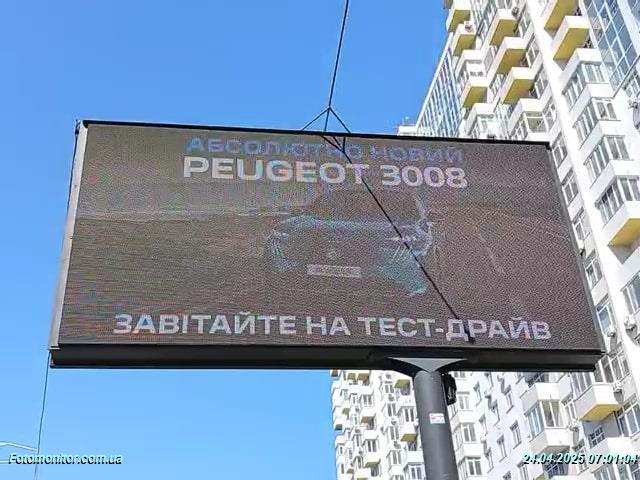 АБСОЛЮТНО НОВИЙ
PEUGEOT 3008
ЗАВІТАЙТЕ НА ТЕСТ-ДРАЙВ
Fotomonitor.com.ua
24.04.2025 07:01:04